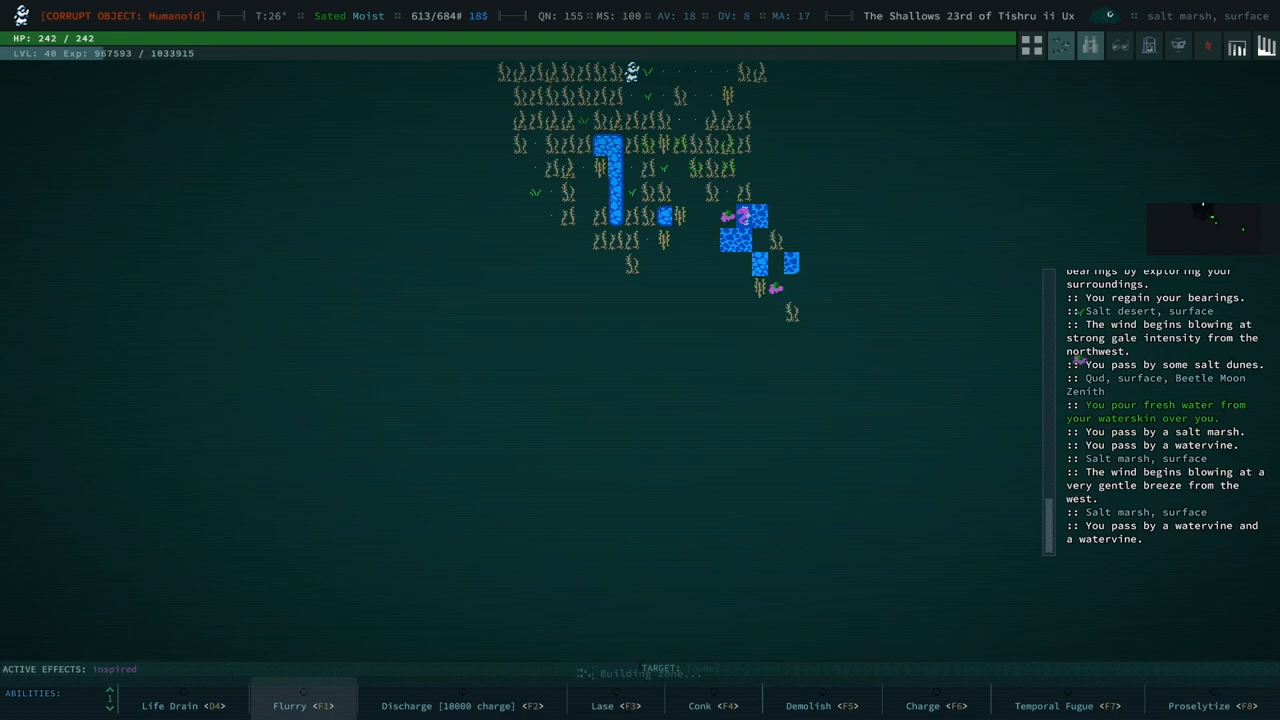 [CORRUPT OBJECT: Humanoid] T:26° :: Sated Moist :: 613/684# 18$ QN: 155 :: MS: 100 :: AV: 18 :: DV: 8 :: MA: 17 The Shallows 23rd of Tishru ii Ux :: salt marsh, surface
HP: 242 / 242
LVL: 40 Exp: 967593 / 1033915
bearings by exploring your
surroundings.
:: You regain your bearings.
:: Salt desert, surface
:: The wind begins blowing at
strong gale intensity from the
northwest.
:: You pass by some salt dunes.
:: Qud, surface, Beetle Moon
Zenith
:: You pour fresh water from
your waterskin over you.
:: You pass by a salt marsh.
:: You pass by a watervine.
:: Salt marsh, surface
:: The wind begins blowing at a
very gentle breeze from the
west.
:: Salt marsh, surface
:: You pass by a watervine and
a watervine.
ACTIVE EFFECTS: inspired
TARGET: [none]
Building zone...
ABILITIES: 1 Life Drain <D4> Flurry <F1> Discharge [10000 charge] <F2> Lase <F3> Conk <F4> Demolish <F5> Charge <F6> Temporal Fugue <F7> Proselytize <F8>